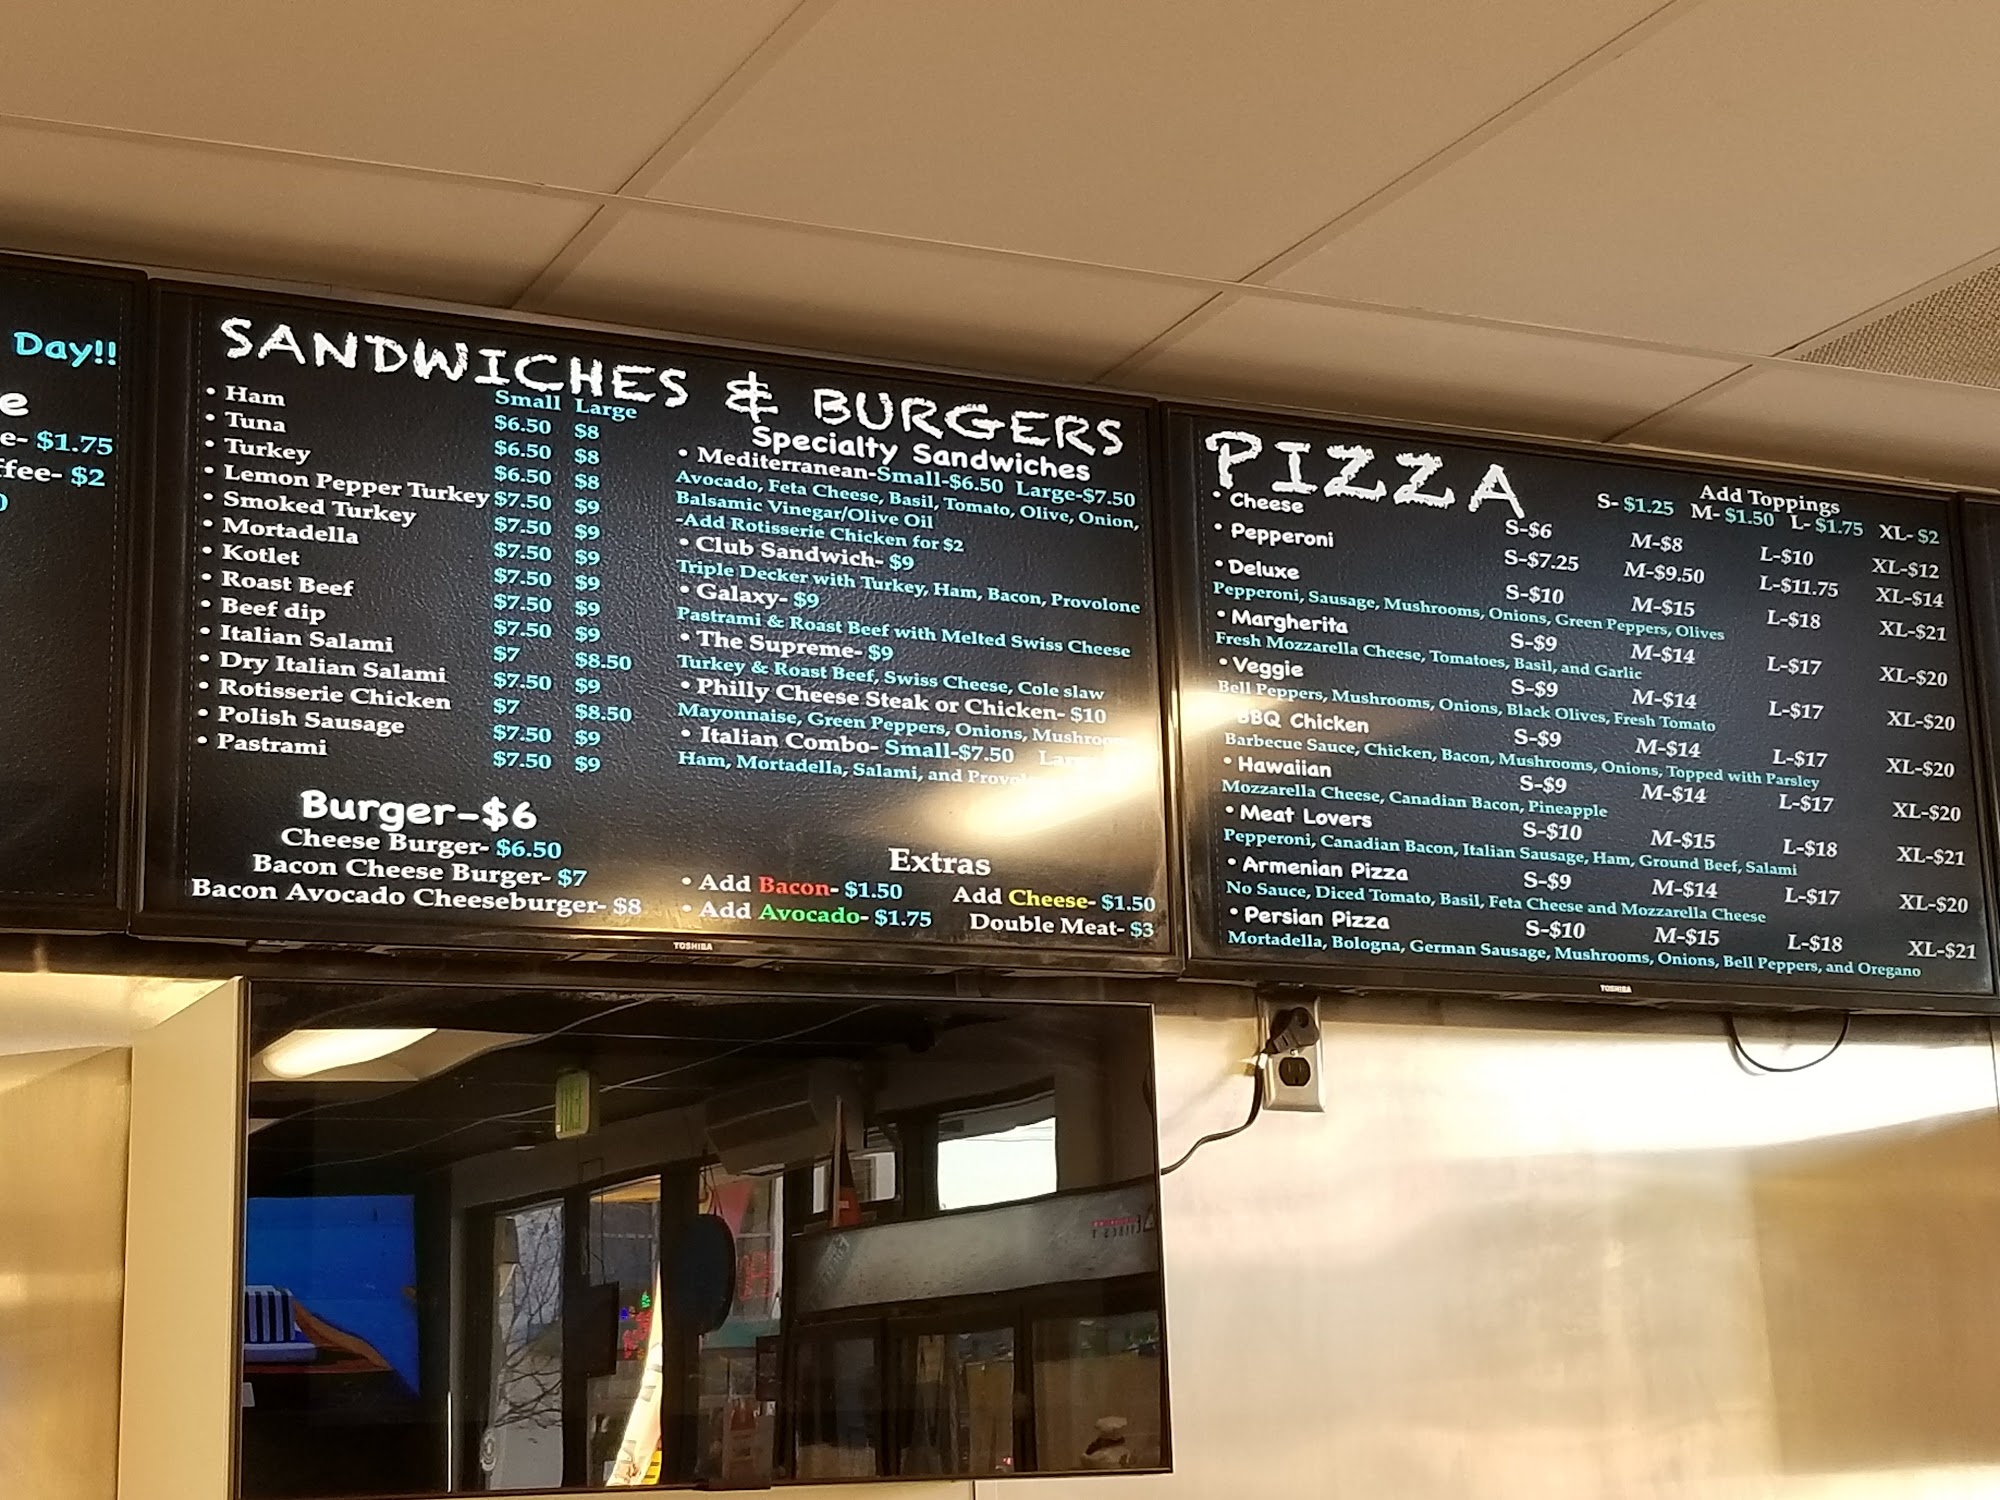 Day!!
e
e- $1.75
ffee- $2
0
SANDWICHES & BURGERS
Small Large
• Ham $6.50 $8
• Tuna $6.50 $8
• Turkey $6.50 $8
• Lemon Pepper Turkey $7.50 $9
• Smoked Turkey $7.50 $9
• Mortadella $7.50 $9
• Kotlet $7.50 $9
• Roast Beef $7.50 $9
• Beef dip $7.50 $9
• Italian Salami $7 $8.50
• Dry Italian Salami $7.50 $9
• Rotisserie Chicken $7 $8.50
• Polish Sausage $7.50 $9
• Pastrami $7.50 $9
Burger-$6
Cheese Burger- $6.50
Bacon Cheese Burger- $7
Bacon Avocado Cheeseburger- $8
Specialty Sandwiches
• Mediterranean-Small-$6.50 Large-$7.50
Avocado, Feta Cheese, Basil, Tomato, Olive, Onion,
Balsamic Vinegar/Olive Oil
-Add Rotisserie Chicken for $2
• Club Sandwich- $9
Triple Decker with Turkey, Ham, Bacon, Provolone
• Galaxy- $9
Pastrami & Roast Beef with Melted Swiss Cheese
• The Supreme- $9
Turkey & Roast Beef, Swiss Cheese, Cole slaw
• Philly Cheese Steak or Chicken- $10
Mayonnaise, Green Peppers, Onions, Mushroo
• Italian Combo- Small-$7.50
Ham, Mortadella, Salami, and Provol
Extras
• Add Bacon- $1.50 Add Cheese- $1.50
• Add Avocado- $1.75 Double Meat- $3
TOSHIBA
PIZZA
Add Toppings
S- $1.25 M- $1.50 L- $1.75 XL- $2
• Cheese S-$6 M-$8 L-$10 XL-$12
• Pepperoni S-$7.25 M-$9.50 L-$11.75 XL-$14
• Deluxe S-$10 M-$15 L-$18 XL-$21
Pepperoni, Sausage, Mushrooms, Onions, Green Peppers, Olives
• Margherita S-$9 M-$14 L-$17 XL-$20
Fresh Mozzarella Cheese, Tomatoes, Basil, and Garlic
• Veggie S-$9 M-$14 L-$17 XL-$20
Bell Peppers, Mushrooms, Onions, Black Olives, Fresh Tomato
BBQ Chicken S-$9 M-$14 L-$17 XL-$20
Barbecue Sauce, Chicken, Bacon, Mushrooms, Onions, Topped with Parsley
• Hawaiian S-$9 M-$14 L-$17 XL-$20
Mozzarella Cheese, Canadian Bacon, Pineapple
• Meat Lovers S-$10 M-$15 L-$18 XL-$21
Pepperoni, Canadian Bacon, Italian Sausage, Ham, Ground Beef, Salami
• Armenian Pizza S-$9 M-$14 L-$17 XL-$20
No Sauce, Diced Tomato, Basil, Feta Cheese and Mozzarella Cheese
• Persian Pizza S-$10 M-$15 L-$18 XL-$21
Mortadella, Bologna, German Sausage, Mushrooms, Onions, Bell Peppers, and Oregano
TOSHIBA